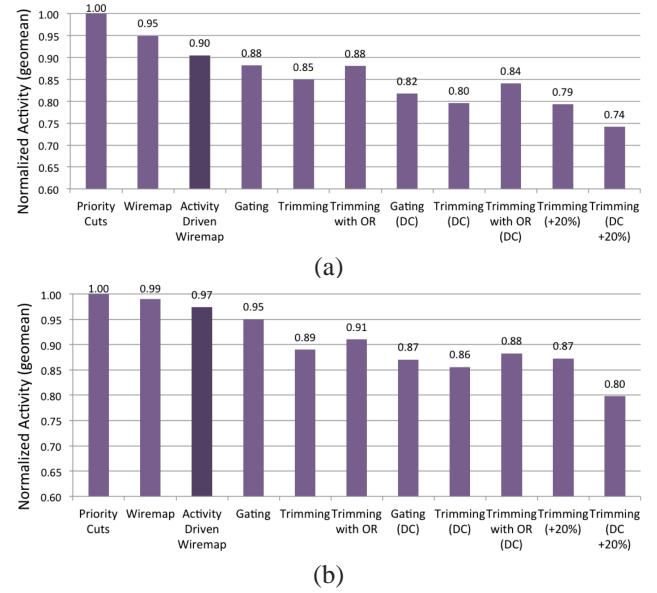 Normalized Activity (geomean)
1.00
0.95
0.90
0.85
0.80
0.75
0.70
0.65
0.60
1.00
0.95
0.90
0.88
0.85
0.88
0.82
0.80
0.84
0.79
0.74
Priority Cuts
Wiremap
Activity Driven Wiremap
Gating
Trimming
Trimming with OR
Gating (DC)
Trimming (DC)
Trimming with OR (DC)
Trimming (+20%)
Trimming (DC +20%)
(a)
Normalized Activity (geomean)
1.00
0.95
0.90
0.85
0.80
0.75
0.70
0.65
0.60
1.00
0.99
0.97
0.95
0.89
0.91
0.87
0.86
0.88
0.87
0.80
Priority Cuts
Wiremap
Activity Driven Wiremap
Gating
Trimming
Trimming with OR
Gating (DC)
Trimming (DC)
Trimming with OR (DC)
Trimming (+20%)
Trimming (DC +20%)
(b)